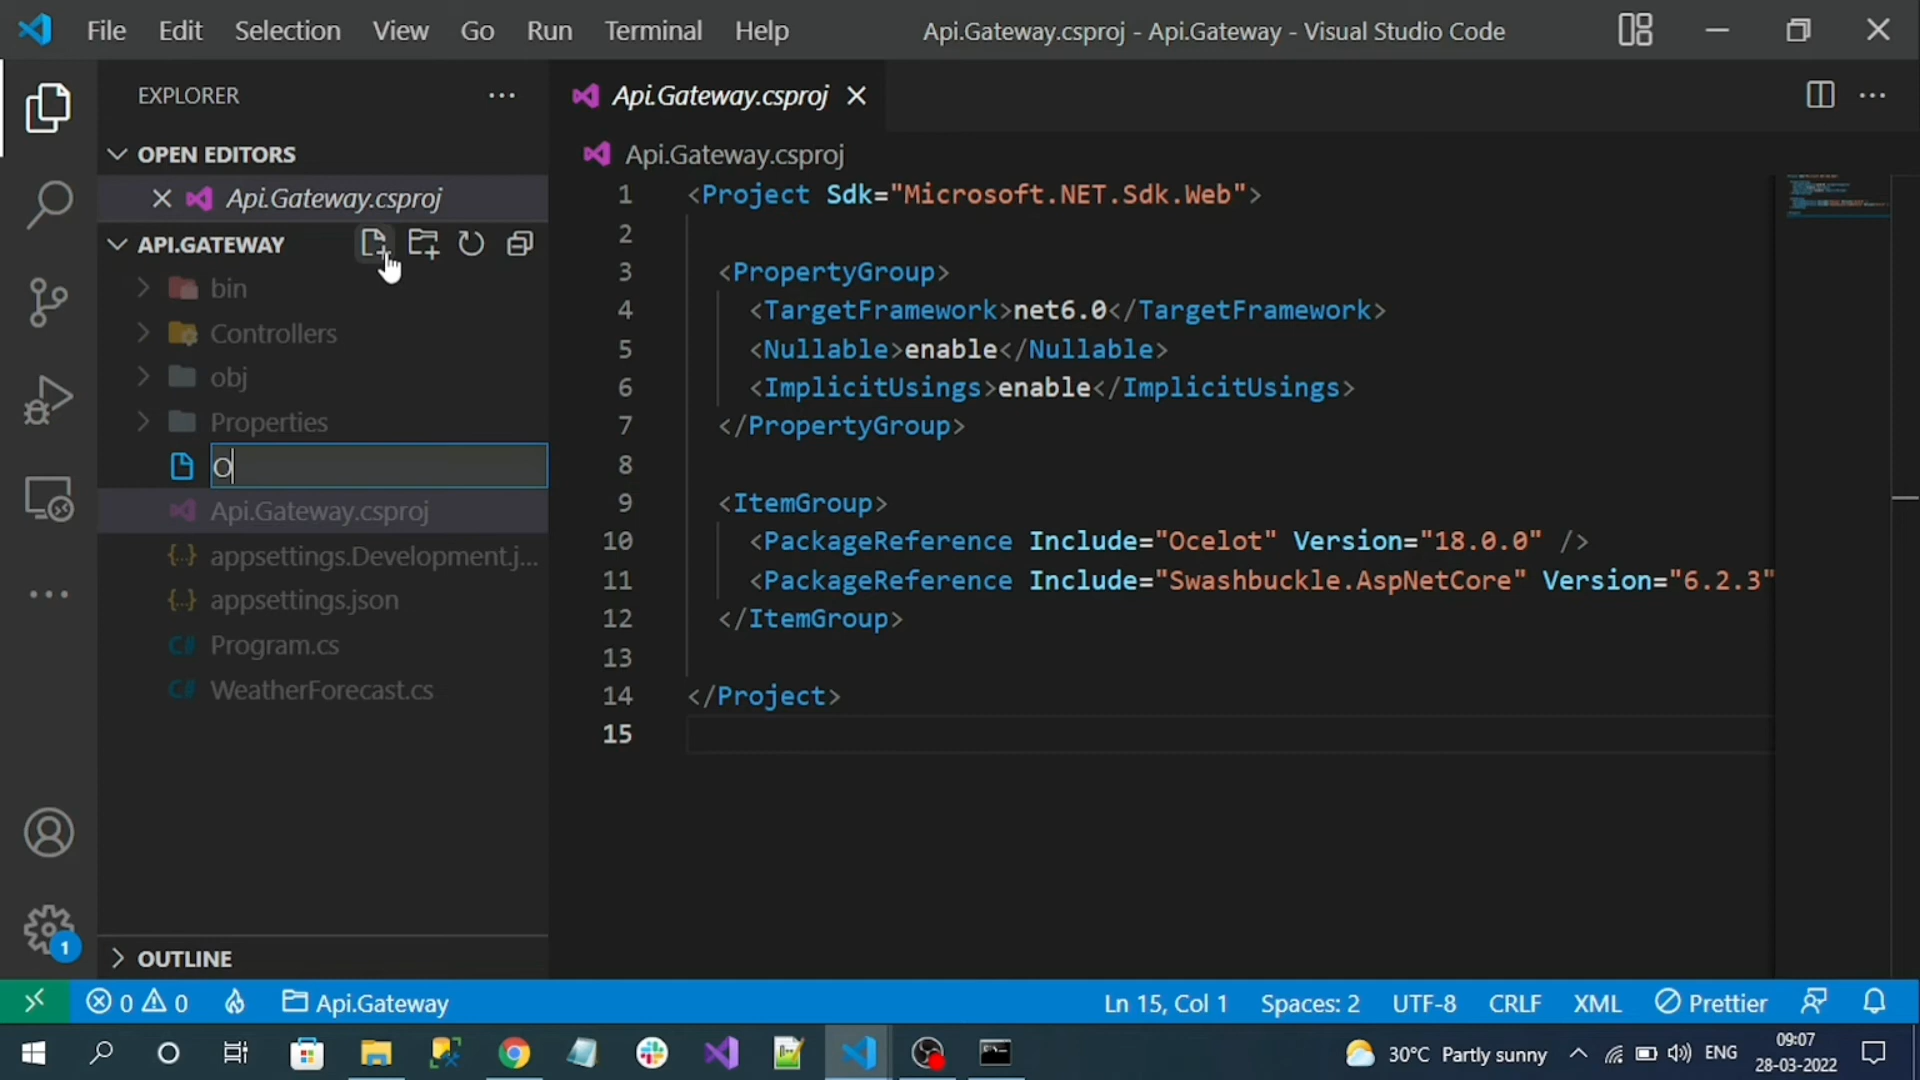 File Edit Selection View Go Run Terminal Help
Api.Gateway.csproj - Api.Gateway - Visual Studio Code
EXPLORER
OPEN EDITORS
Api.Gateway.csproj
API.GATEWAY
bin
Controllers
obj
Properties
O
Api.Gateway.csproj
appsettings.Development.j...
appsettings.json
Program.cs
WeatherForecast.cs
OUTLINE
1
Api.Gateway.csproj
Api.Gateway.csproj
1 <Project Sdk="Microsoft.NET.Sdk.Web">
2
3 <PropertyGroup>
4 <TargetFramework>net6.0</TargetFramework>
5 <Nullable>enable</Nullable>
6 <ImplicitUsings>enable</ImplicitUsings>
7 </PropertyGroup>
8
9 <ItemGroup>
10 <PackageReference Include="Ocelot" Version="18.0.0" />
11 <PackageReference Include="Swashbuckle.AspNetCore" Version="6.2.3"
12 </ItemGroup>
13
14 </Project>
15
0 0 Api.Gateway Ln 15, Col 1 Spaces: 2 UTF-8 CRLF XML Prettier
30°C Partly sunny ENG 09:07
28-03-2022